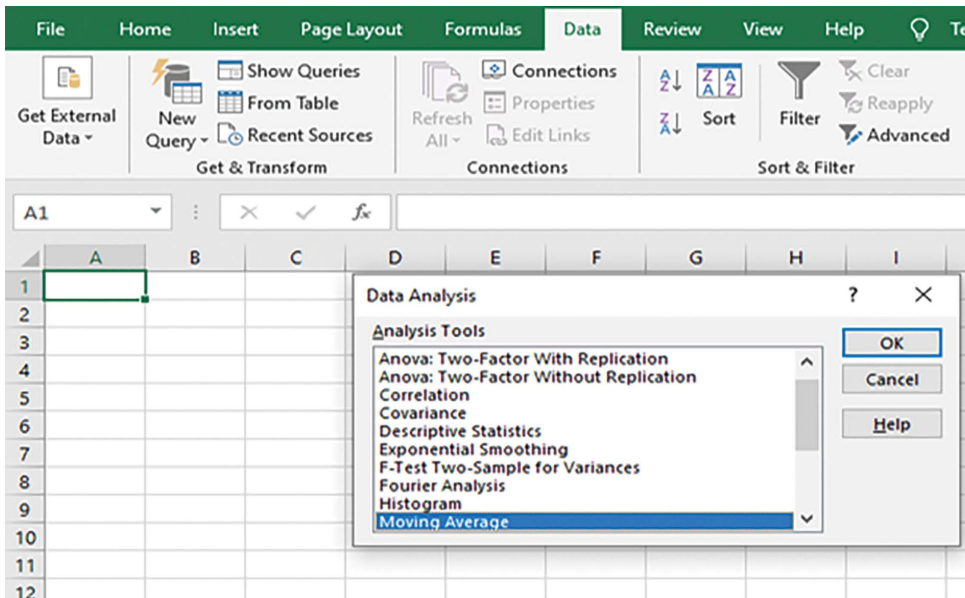 File Home Insert Page Layout Formulas Data Review View Help
Get External Data
New Query
Show Queries
From Table
Recent Sources
Get & Transform
Refresh All
Connections
Properties
Edit Links
Connections
A Z
Z A
Z A A Z
Sort
Filter
Clear
Reapply
Advanced
Sort & Filter
A1
fx
A B C D E F G H I
1
2
3
4
5
6
7
8
9
10
11
12
Data Analysis ? ×
Analysis Tools
Anova: Two-Factor With Replication
Anova: Two-Factor Without Replication
Correlation
Covariance
Descriptive Statistics
Exponential Smoothing
F-Test Two-Sample for Variances
Fourier Analysis
Histogram
Moving Average
OK
Cancel
Help